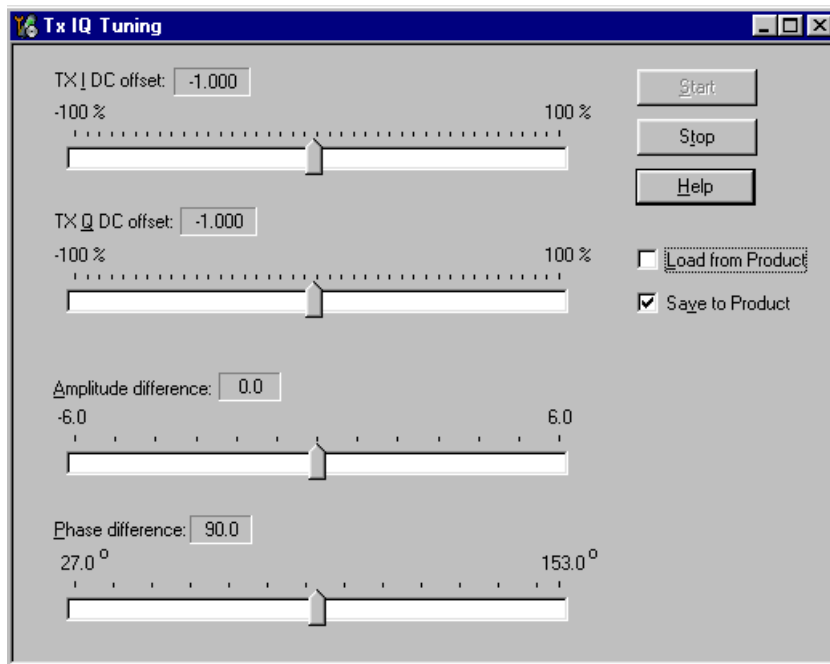 Tx IQ Tuning
TX I DC offset: -1.000
-100 % 100 %
TX Q DC offset: -1.000
-100 % 100 %
Amplitude difference: 0.0
-6.0 6.0
Phase difference: 90.0
27.0 o 153.0 o
Start
Stop
Help
Load from Product
Save to Product